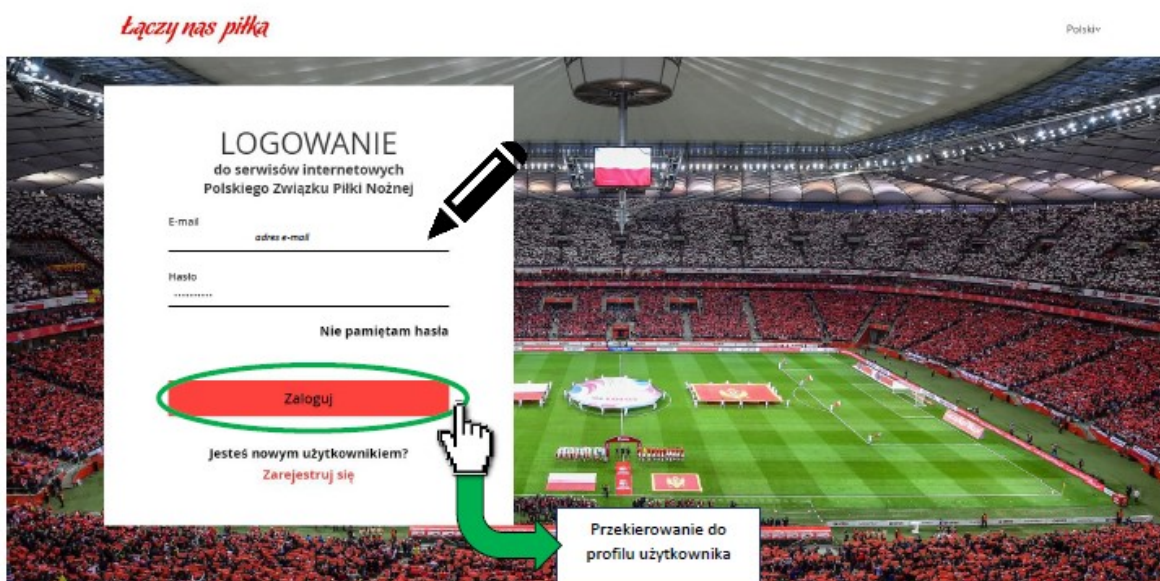 Łączy nas piłka
Polski
LOGOWANIE
do serwisów internetowych
Polskiego Związku Piłki Nożnej
E-mail
adres e-mail
Hasło
··········
Nie pamiętam hasła
Zaloguj
Jesteś nowym użytkownikiem?
Zarejestruj się
Przekierowanie do
profilu użytkownika